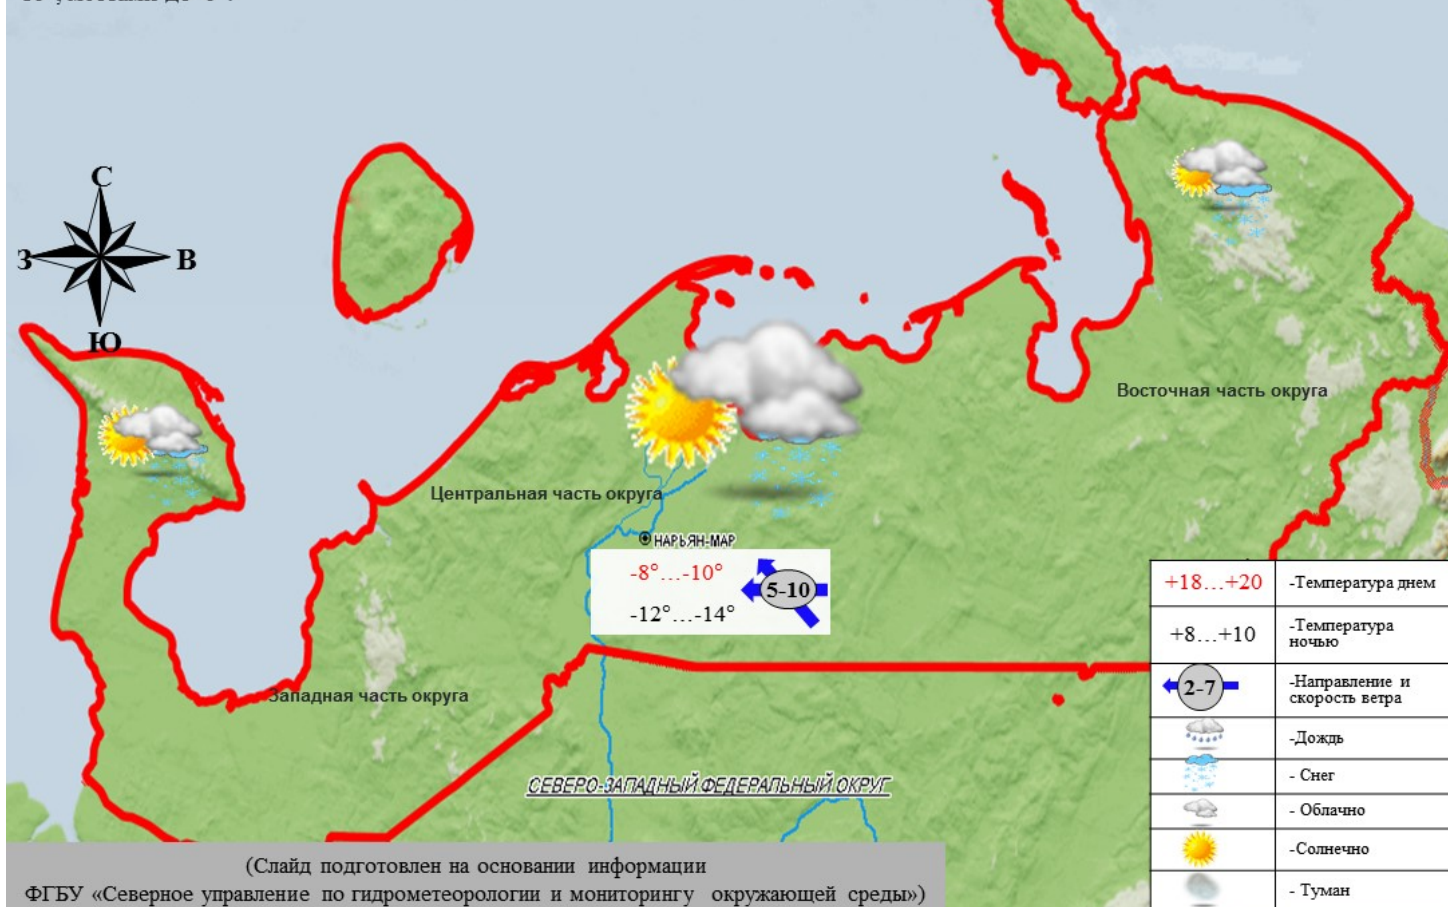 С
З
В
Ю
Восточная часть округа
Центральная часть округа
НАРЬЯН-МАР
-8°…-10°
5-10
-12°…-14°
Западная часть округа
СЕВЕРО-ЗАПАДНЫЙ ФЕДЕРАЛЬНЫЙ ОКРУГ
+18…+20
-Температура днем
+8…+10
-Температура
ночью
2-7
-Направление и
скорость ветра
-Дождь
- Снег
- Облачно
-Солнечно
- Туман
(Слайд подготовлен на основании информации
ФГБУ «Северное управление по гидрометеорологии и мониторингу окружающей среды»)